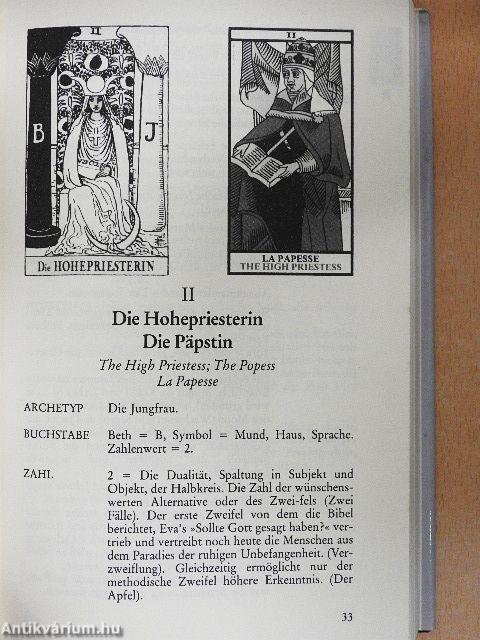 II
B
J
Die HOHEPRIESTERIN
II
LA PAPESSE
THE HIGH PRIESTESS
II
Die Hohepriesterin
Die Päpstin
The High Priestess; The Popess
La Papesse
ARCHETYP Die Jungfrau.
BUCHSTABE Beth = B, Symbol = Mund, Haus, Sprache.
Zahlenwert = 2.
ZAHL 2 = Die Dualität, Spaltung in Subjekt und
Objekt, der Halbkreis. Die Zahl der wünschens-
werten Alternative oder des Zwei-fels (Zwei
Fälle). Der erste Zweifel von dem die Bibel
berichtet, Eva's »Sollte Gott gesagt haben?« ver-
trieb und vertreibt noch heute die Menschen aus
dem Paradies der ruhigen Unbefangenheit. (Ver-
zweiflung). Gleichzeitig ermöglicht nur der
methodische Zweifel höhere Erkenntnis. (Der
Apfel).
33
Antikvárium.hu